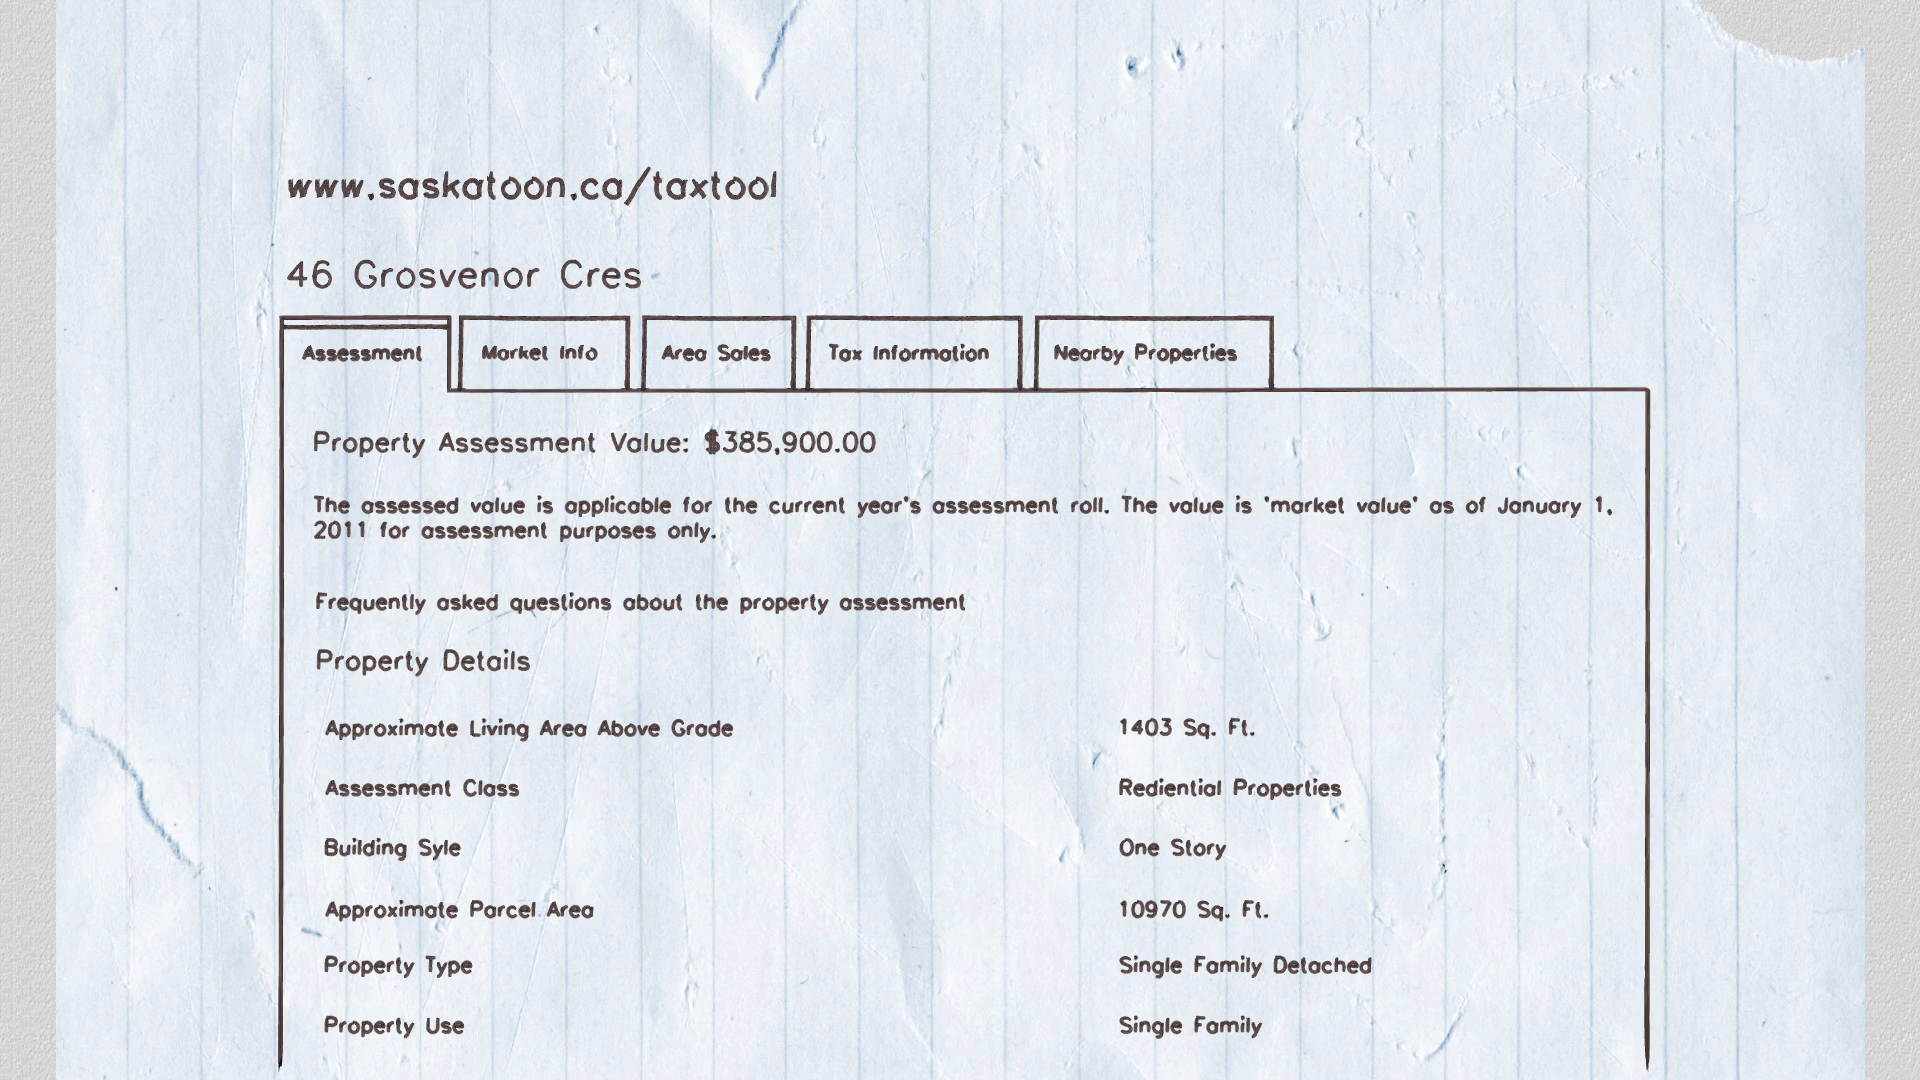 www.saskatoon.ca/taxtool
46 Grosvenor Cres
Assessment Market Info Area Sales Tax Information Nearby Properties
Property Assessment Value: $385,900.00
The assessed value is applicable for the current year's assessment roll. The value is 'market value' as of January 1,
2011 for assessment purposes only.
Frequently asked questions about the property assessment
Property Details
Approximate Living Area Above Grade 1403 Sq. Ft.
Assessment Class Rediential Properties
Building Syle One Story
Approximate Parcel Area 10970 Sq. Ft.
Property Type Single Family Detached
Property Use Single Family